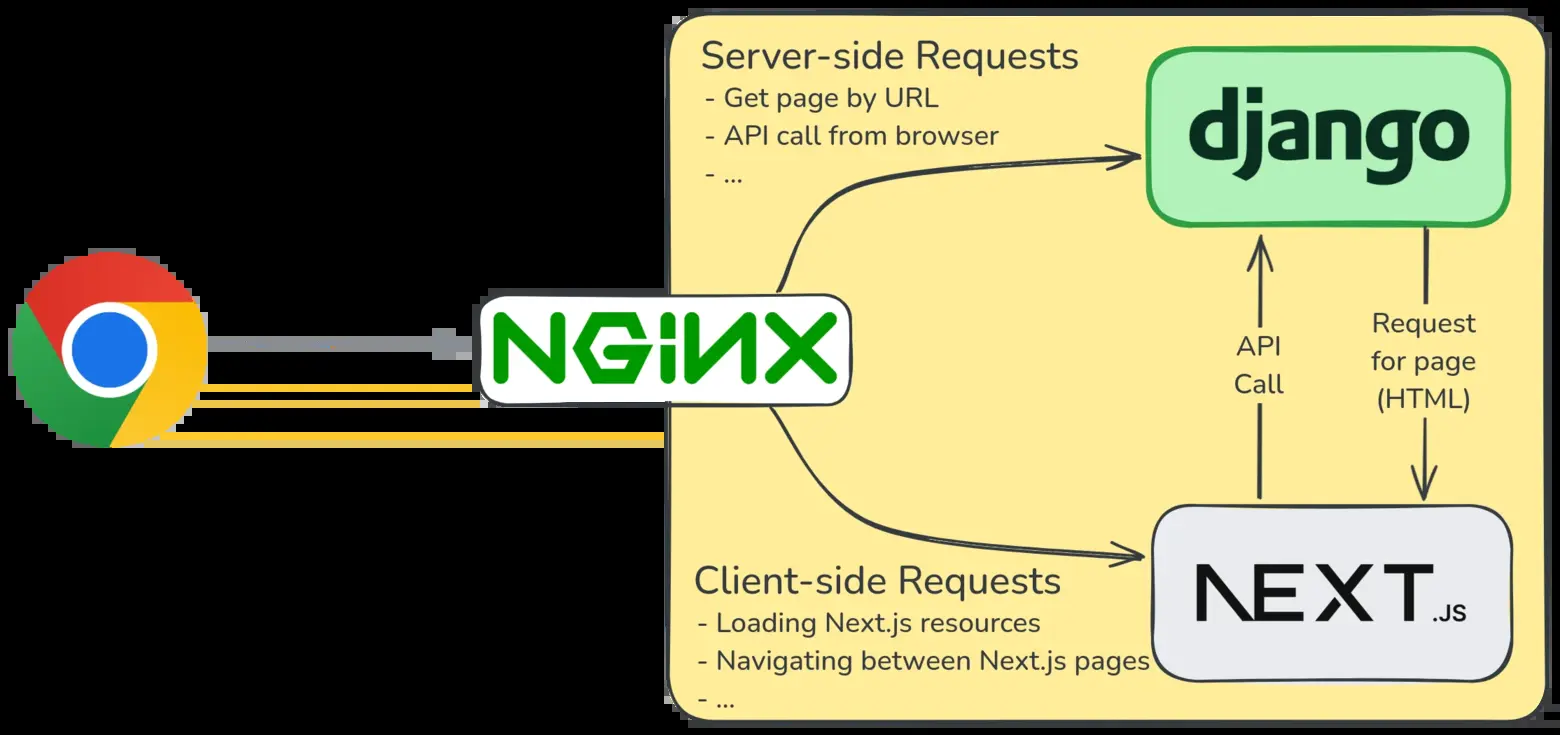 Server-side Requests
- Get page by URL
- API call from browser
- ...
django
NGINX
API
Call
Request
for page
(HTML)
Client-side Requests
- Loading Next.js resources
- Navigating between Next.js pages
- ...
NEXT.JS